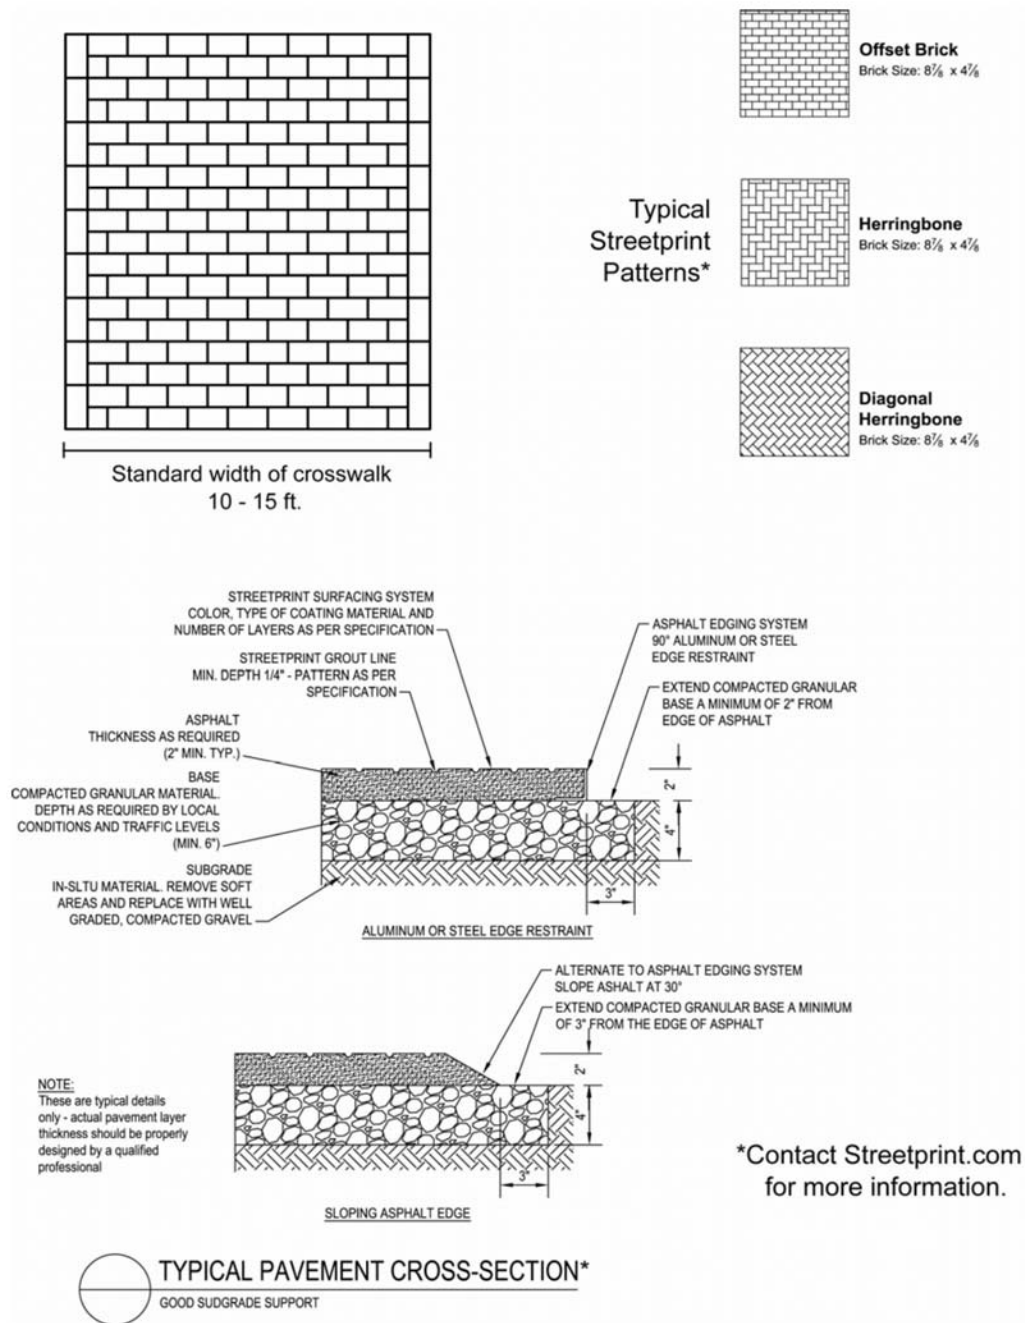 Offset Brick
Brick Size: 8⅞ x 4⅞
Typical
Streetprint
Patterns*
Herringbone
Brick Size: 8⅞ x 4⅞
Diagonal
Herringbone
Brick Size: 8⅞ x 4⅞
Standard width of crosswalk
10 - 15 ft.
STREETPRINT SURFACING SYSTEM
COLOR, TYPE OF COATING MATERIAL AND
NUMBER OF LAYERS AS PER SPECIFICATION
STREETPRINT GROUT LINE
MIN. DEPTH 1/4" - PATTERN AS PER
SPECIFICATION
ASPHALT
THICKNESS AS REQUIRED
(2" MIN. TYP.)
BASE
COMPACTED GRANULAR MATERIAL.
DEPTH AS REQUIRED BY LOCAL
CONDITIONS AND TRAFFIC LEVELS
(MIN. 6")
SUBGRADE
IN-SLTU MATERIAL. REMOVE SOFT
AREAS AND REPLACE WITH WELL
GRADED, COMPACTED GRAVEL
ASPHALT EDGING SYSTEM
90° ALUMINUM OR STEEL
EDGE RESTRAINT
EXTEND COMPACTED GRANULAR
BASE A MINIMUM OF 2" FROM
EDGE OF ASPHALT
2"
4"
3"
ALUMINUM OR STEEL EDGE RESTRAINT
ALTERNATE TO ASPHALT EDGING SYSTEM
SLOPE ASHALT AT 30°
EXTEND COMPACTED GRANULAR BASE A MINIMUM
OF 3" FROM THE EDGE OF ASPHALT
2"
4"
3"
NOTE:
These are typical details
only - actual pavement layer
thickness should be properly
designed by a qualified
professional
SLOPING ASPHALT EDGE
*Contact Streetprint.com
for more information.
TYPICAL PAVEMENT CROSS-SECTION*
GOOD SUDGRADE SUPPORT